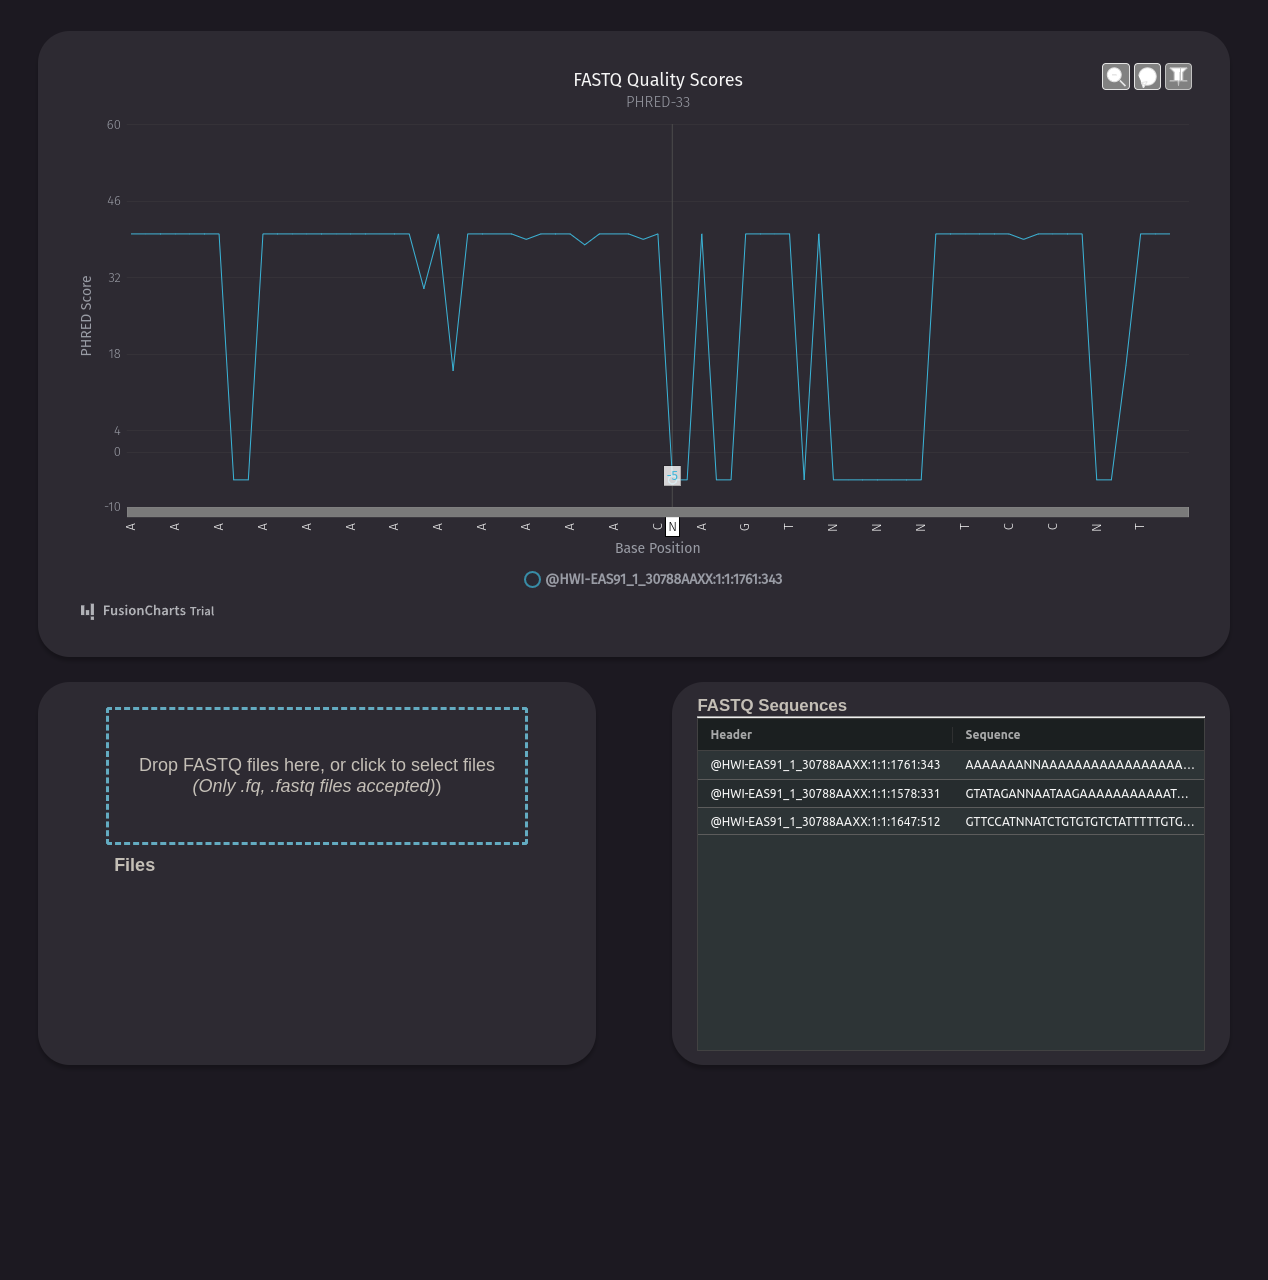 FASTQ Quality Scores
PHRED-33
60
46
32
18
4
0
-10
PHRED Score
-5
A A A A A A A A A A A A C N A G T N N N T C C N T
Base Position
@HWI-EAS91_1_30788AAXX:1:1:1761:343
FusionCharts Trial
Drop FASTQ files here, or click to select files
(Only .fq, .fastq files accepted))
Files
FASTQ Sequences
Header Sequence
@HWI-EAS91_1_30788AAXX:1:1:1761:343 AAAAAAANNAAAAAAAAAAAAAAAAA...
@HWI-EAS91_1_30788AAXX:1:1:1578:331 GTATAGANNAATAAGAAAAAAAAAAAT...
@HWI-EAS91_1_30788AAXX:1:1:1647:512 GTTCCATNNATCTGTGTGTCTATTTTTGTG...